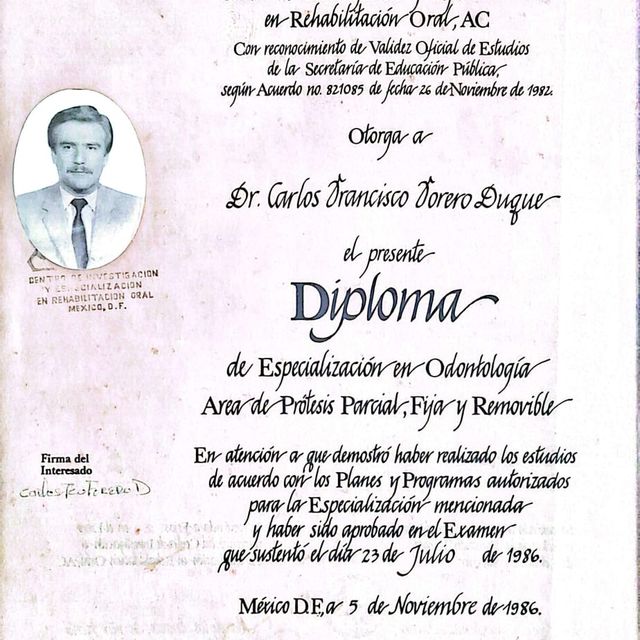 en Rehabilitación Oral, AC
Con reconocimiento de Validez Oficial de Estudios
de la Secretaría de Educación Pública,
según Acuerdo no. 821085 de fecha 26 de Noviembre de 1982.
Otorga a
Dr. Carlos Francisco Forero Duque
el presente
Diploma
de Especialización en Odontología
Area de Prótesis Parcial, Fija y Removible
En atención a que demostró haber realizado los estudios
de acuerdo con los Planes y Programas autorizados
para la Especialización mencionada
y haber sido aprobado en el Examen
que sustentó el día 23 de Julio de 1986.
México D.F., a 5 de Noviembre de 1986.
CENTRO DE INVESTIGACION
Y ESPECIALIZACION
EN REHABILITACION ORAL
MEXICO, D. F.
Firma del
Interesado